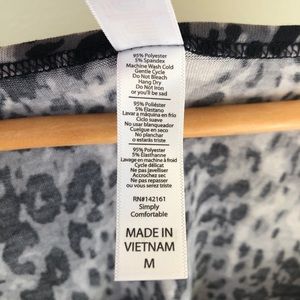 95% Polyester
5% Spandex
Machine Wash Cold
Gentle Cycle
Do Not Bleach
Hang Dry
Do Not Iron
or you'll be sad
95% Poliéster
5% Elastano
Lavar a máquina en frío
Ciclo suave
No usar blanqueador
Cuelgue en seco
No planchar
o estarás triste
95% Polyester
5% Elasthanne
Lavage en machine à froid
Cycle délicat
Ne pas javelliser
Accrochez sec
Ne pas repasser
ou vous serez triste
RN#142161
Simply
Comfortable
MADE IN
VIETNAM
M